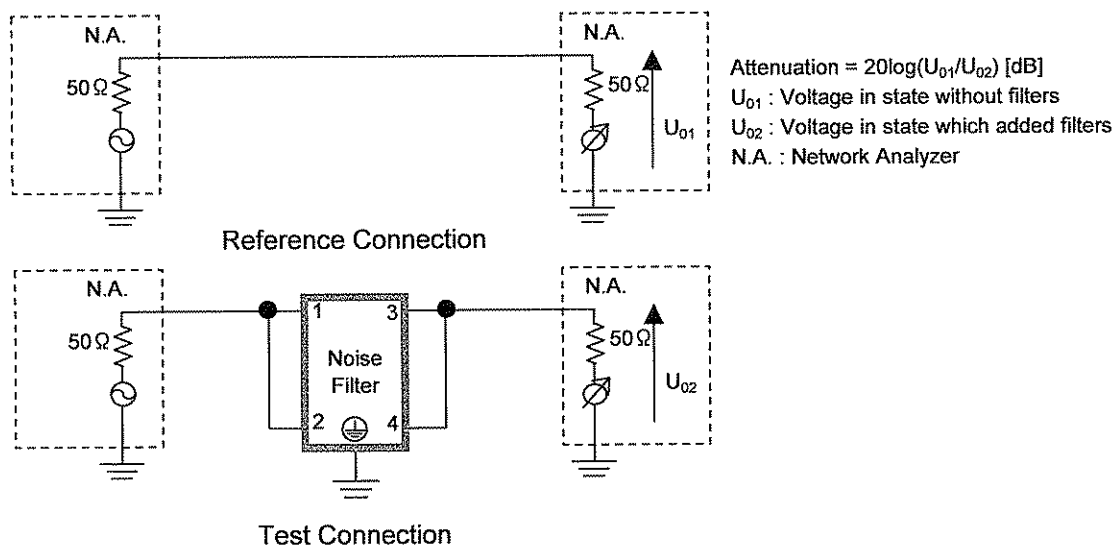 N.A.
50Ω
N.A.
50Ω
U01
Attenuation = 20log(U01/U02) [dB]
U01 : Voltage in state without filters
U02 : Voltage in state which added filters
N.A. : Network Analyzer
Reference Connection
N.A.
50Ω
1
3
Noise
Filter
2
4
N.A.
50Ω
U02
Test Connection